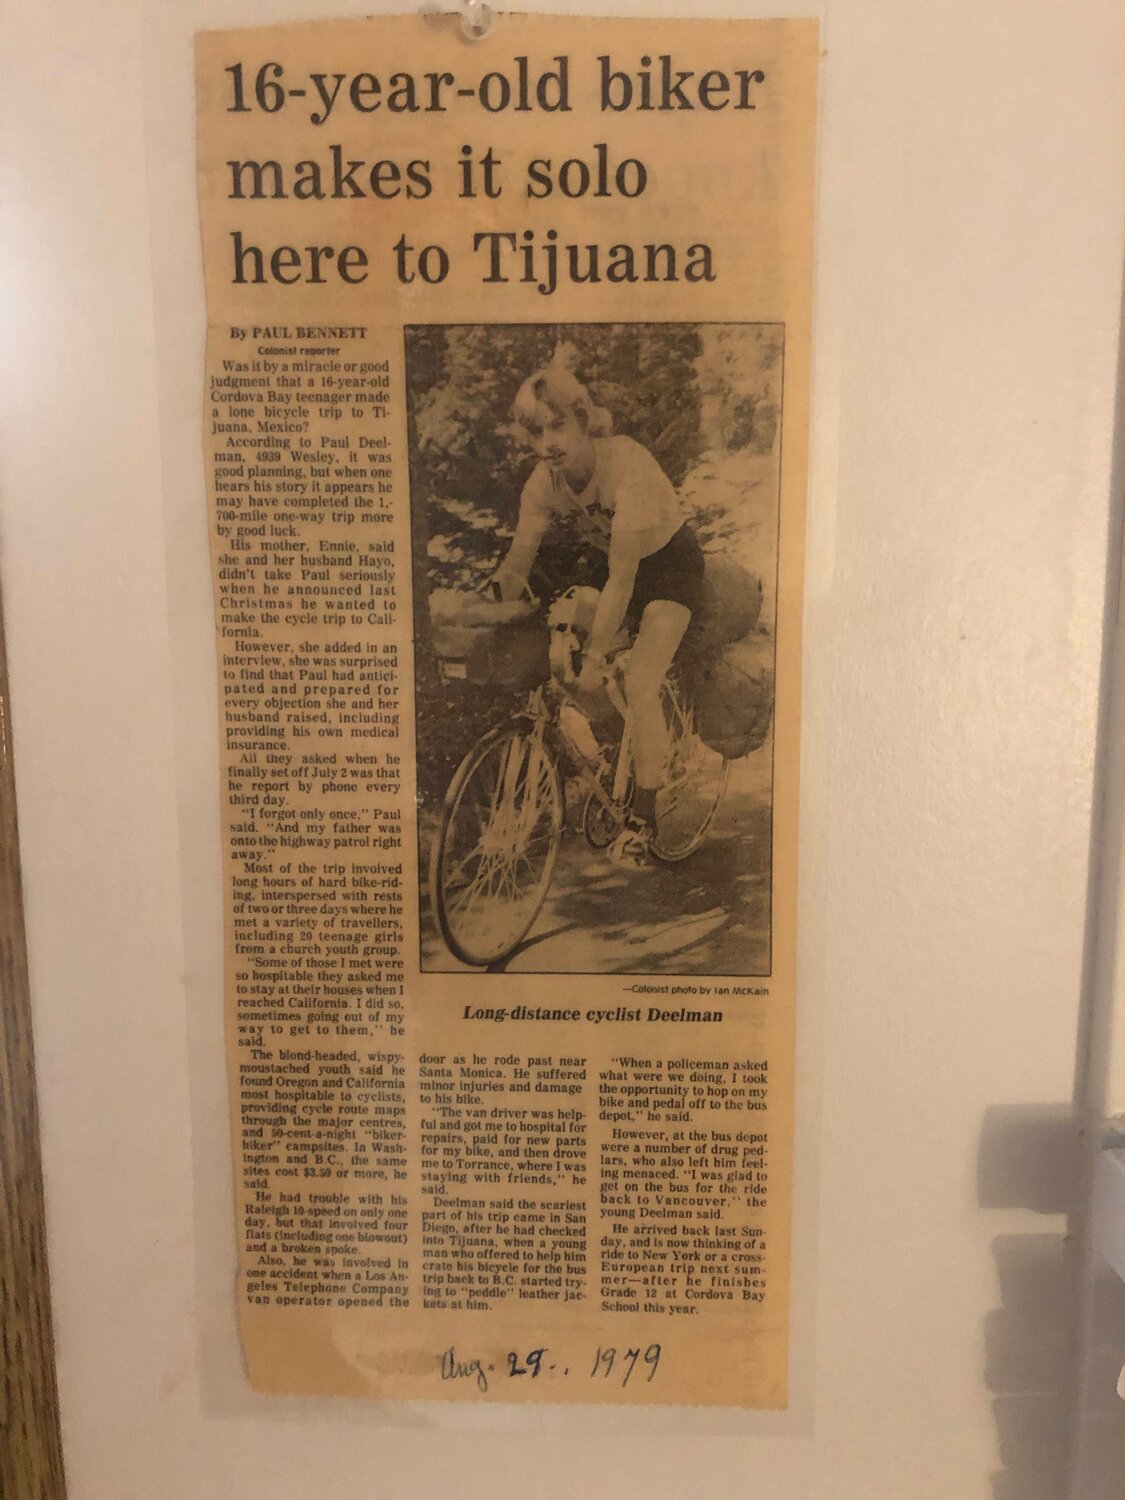 16-year-old biker
makes it solo
here to Tijuana
By PAUL BENNETT
Colonist reporter
Was it by a miracle or good
judgment that a 16-year-old
Cordova Bay teenager made
a lone bicycle trip to Ti-
juana, Mexico?
According to Paul Deel-
man, 4939 Wesley, it was
good planning, but when one
hears his story it appears he
may have completed the 1,-
700-mile one-way trip more
by good luck.
His mother, Ennie, said
she and her husband Hayo,
didn't take Paul seriously
when he announced last
Christmas he wanted to
make the cycle trip to Cali-
fornia.
However, she added in an
interview, she was surprised
to find that Paul had antici-
pated and prepared for
every objection she and her
husband raised, including
providing his own medical
insurance.
All they asked when he
finally set off July 2 was that
he report by phone every
third day.
"I forgot only once," Paul
said. "And my father was
onto the highway patrol right
away."
Most of the trip involved
long hours of hard bike-rid-
ing, interspersed with rests
of two or three days where he
met a variety of travellers,
including 20 teenage girls
from a church youth group.
"Some of those I met were
so hospitable they asked me
to stay at their houses when I
reached California. I did so,
sometimes going out of my
way to get to them," he
said.
The blond-headed, wispy-
moustached youth said he
found Oregon and California
most hospitable to cyclists,
providing cycle route maps
through the major centres,
and 50-cent-a-night "biker-
hiker" campsites. In Wash-
ington and B.C., the same
sites cost $3.50 or more, he
said.
He had trouble with his
Raleigh 10-speed on only one
day, but that involved four
flats (including one blowout)
and a broken spoke.
Also, he was involved in
one accident when a Los An-
geles Telephone Company
van operator opened the
—Colonist photo by Ian McKain
Long-distance cyclist Deelman
door as he rode past near
Santa Monica. He suffered
minor injuries and damage
to his bike.
"The van driver was help-
ful and got me to hospital for
repairs, paid for new parts
for my bike, and then drove
me to Torrance, where I was
staying with friends," he
said.
Deelman said the scariest
part of his trip came in San
Diego, after he had checked
into Tijuana, when a young
man who offered to help him
crate his bicycle for the bus
trip back to B.C. started try-
ing to "peddle" leather jac-
kets at him.
"When a policeman asked
what were we doing, I took
the opportunity to hop on my
bike and pedal off to the bus
depot," he said.
However, at the bus depot
were a number of drug ped-
lars, who also left him feel-
ing menaced. "I was glad to
get on the bus for the ride
back to Vancouver," the
young Deelman said.
He arrived back last Sun-
day, and is now thinking of a
ride to New York or a cross-
European trip next sum-
mer—after he finishes
Grade 12 at Cordova Bay
School this year.
Aug. 29., 1979